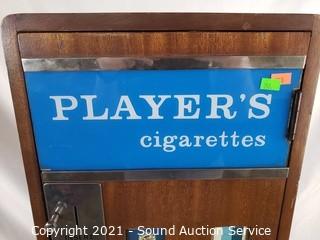 PLAYER'S
cigarettes
Copyright 2021 - Sound Auction Service